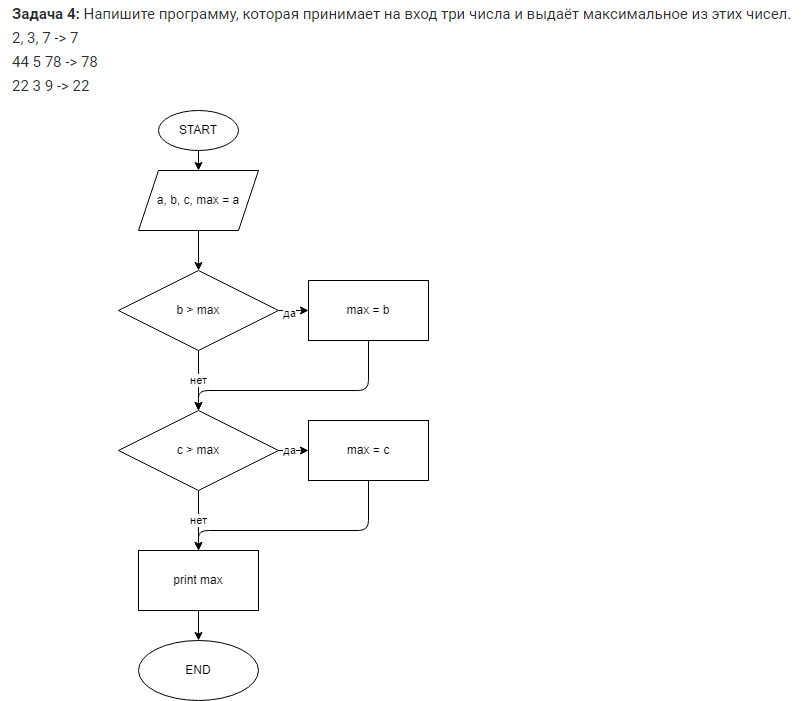 Задача 4: Напишите программу, которая принимает на вход три числа и выдаёт максимальное из этих чисел.
2, 3, 7 -> 7
44 5 78 -> 78
22 3 9 -> 22
START
a, b, c, max = a
b > max
да
max = b
нет
c > max
да
max = c
нет
print max
END